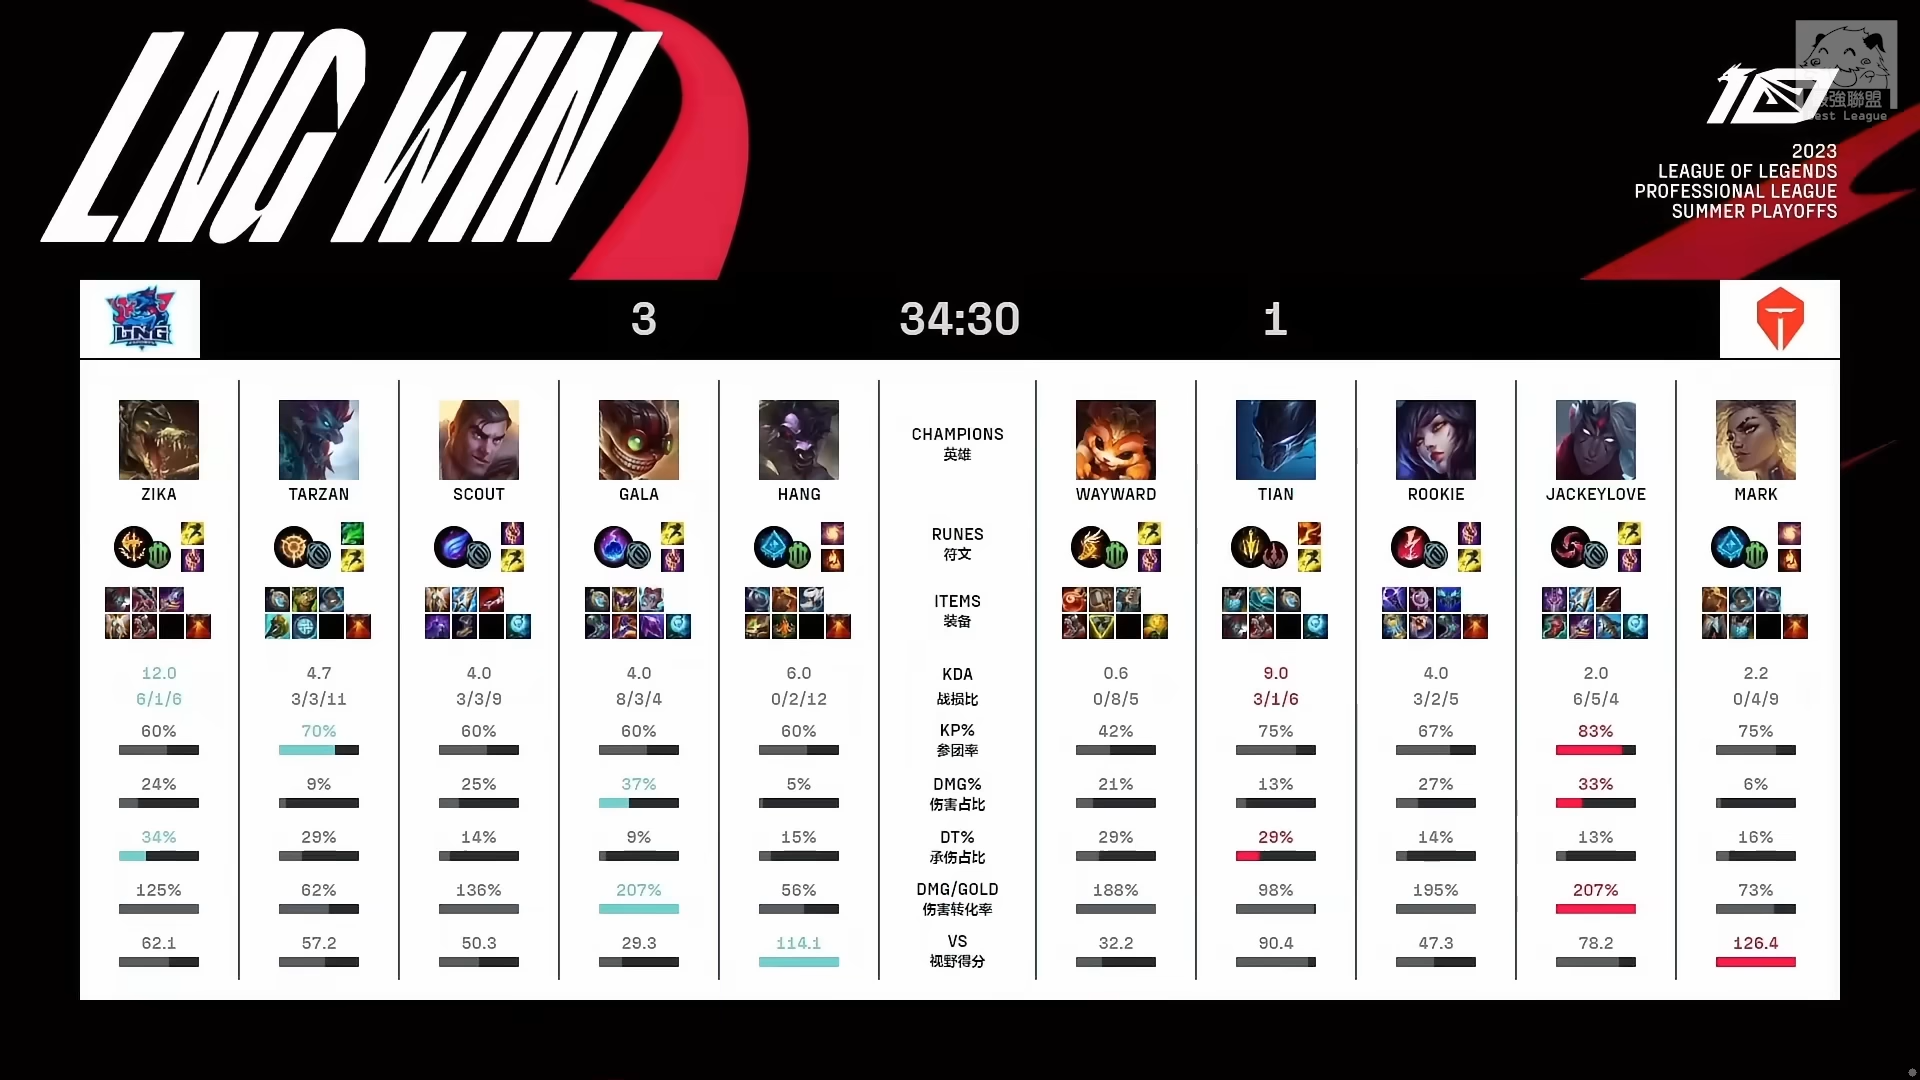 LNG WIN
最強聯盟
Best League
2023
LEAGUE OF LEGENDS
PROFESSIONAL LEAGUE
SUMMER PLAYOFFS
LNG
3 34:30 1
CHAMPIONS
英雄
ZIKA TARZAN SCOUT GALA HANG WAYWARD TIAN ROOKIE JACKEYLOVE MARK
RUNES
符文
ITEMS
装备
12.0 4.7 4.0 4.0 6.0 KDA 0.6 9.0 4.0 2.0 2.2
6/1/6 3/3/11 3/3/9 8/3/4 0/2/12 战损比 0/8/5 3/1/6 3/2/5 6/5/4 0/4/9
60% 70% 60% 60% 60% KP% 42% 75% 67% 83% 75%
参团率
24% 9% 25% 37% 5% DMG% 21% 13% 27% 33% 6%
伤害占比
34% 29% 14% 9% 15% DT% 29% 29% 14% 13% 16%
承伤占比
125% 62% 136% 207% 56% DMG/GOLD 188% 98% 195% 207% 73%
伤害转化率
62.1 57.2 50.3 29.3 114.1 VS 32.2 90.4 47.3 78.2 126.4
视野得分